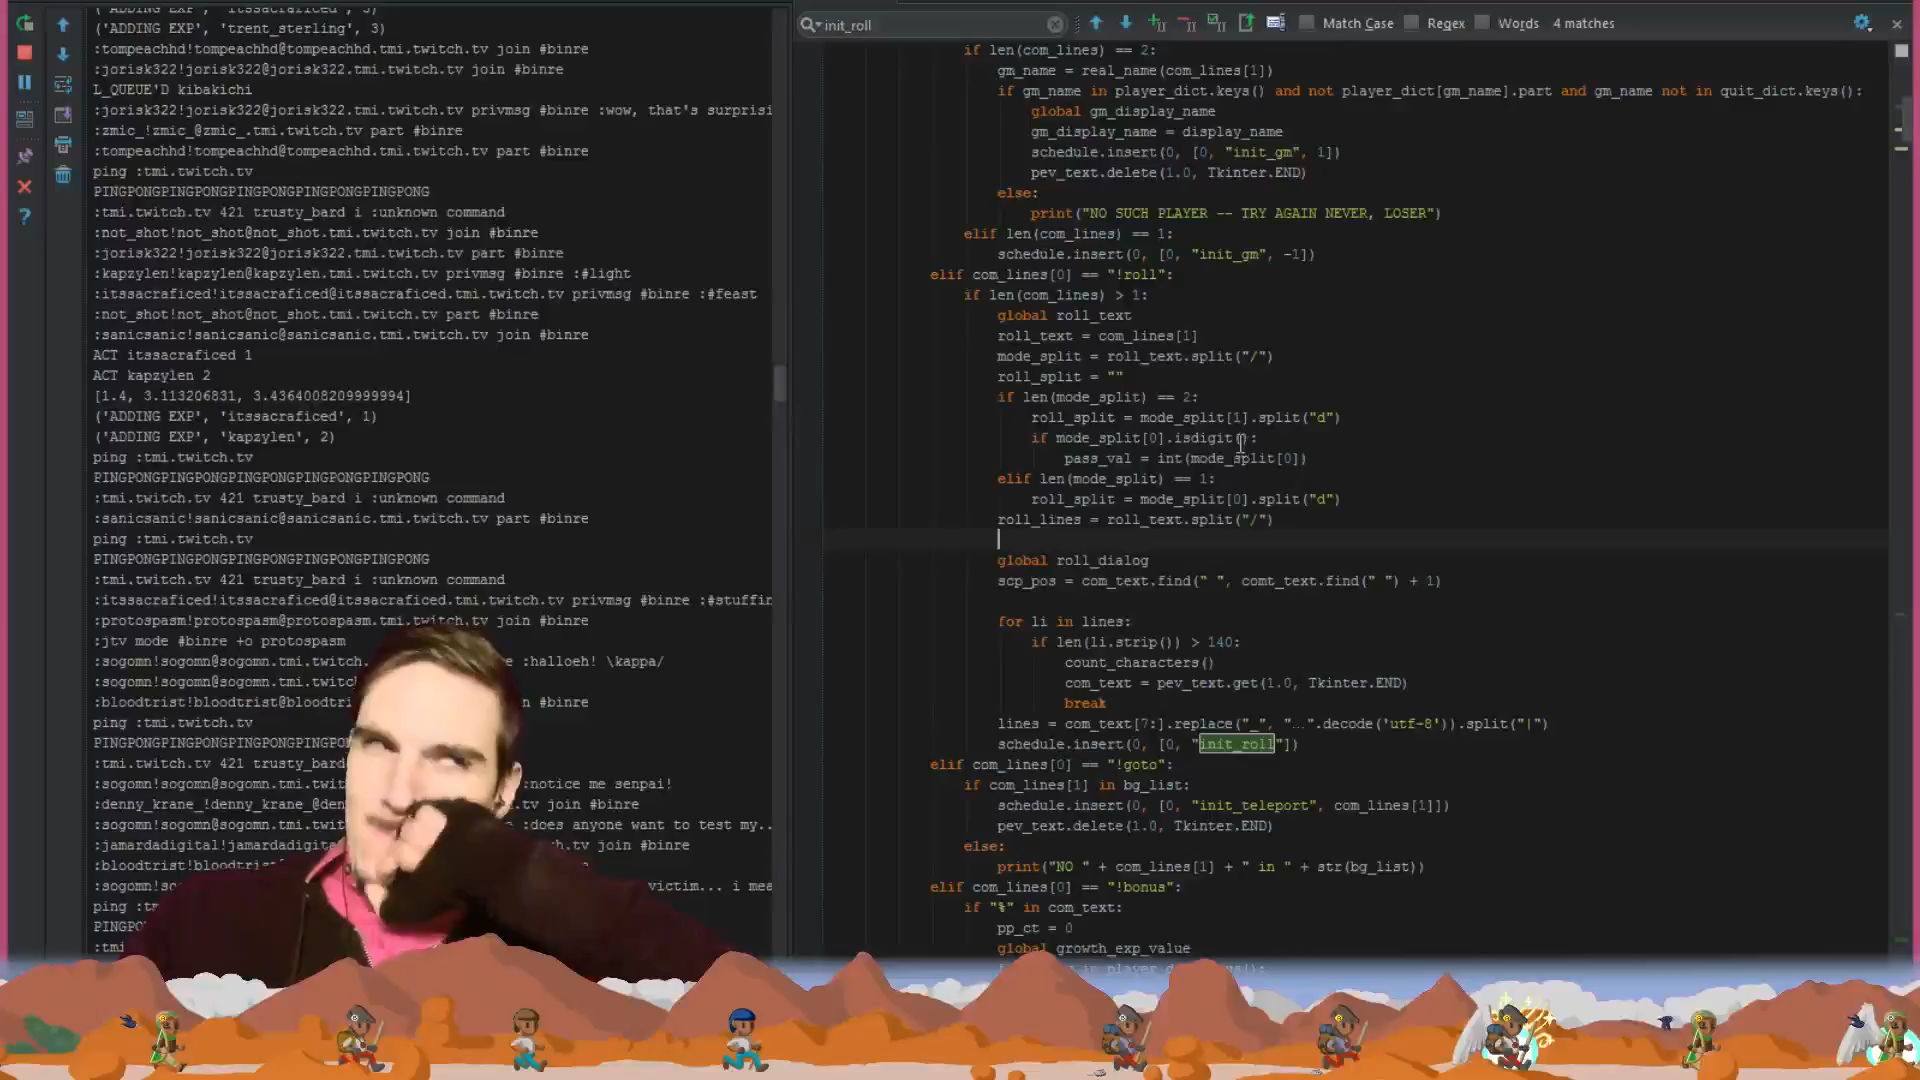 ('ADDING EXP', 'itssacraficed', 3)
('ADDING EXP', 'trent_sterling', 3)
:tompeachhd!tompeachhd@tompeachhd.tmi.twitch.tv join #binre
:jorisk322!jorisk322@jorisk322.tmi.twitch.tv join #binre
L_QUEUE'D kibakichi
:jorisk322!jorisk322@jorisk322.tmi.twitch.tv privmsg #binre :wow, that's surprisi
:zmic_!zmic_@zmic_.tmi.twitch.tv part #binre
:tompeachhd!tompeachhd@tompeachhd.tmi.twitch.tv part #binre
ping :tmi.twitch.tv
PINGPONGPINGPONGPINGPONGPINGPONGPINGPONG
:tmi.twitch.tv 421 trusty_bard i :unknown command
:not_shot!not_shot@not_shot.tmi.twitch.tv join #binre
:jorisk322!jorisk322@jorisk322.tmi.twitch.tv part #binre
:kapzylen!kapzylen@kapzylen.tmi.twitch.tv privmsg #binre :#light
:itssacraficed!itssacraficed@itssacraficed.tmi.twitch.tv privmsg #binre :#feast
:not_shot!not_shot@not_shot.tmi.twitch.tv part #binre
:sanicsanic!sanicsanic@sanicsanic.tmi.twitch.tv join #binre
ACT itssacraficed 1
ACT kapzylen 2
[1.4, 3.113206831, 3.4364008209999994]
('ADDING EXP', 'itssacraficed', 1)
('ADDING EXP', 'kapzylen', 2)
ping :tmi.twitch.tv
PINGPONGPINGPONGPINGPONGPINGPONGPINGPONG
:tmi.twitch.tv 421 trusty_bard i :unknown command
:sanicsanic!sanicsanic@sanicsanic.tmi.twitch.tv part #binre
ping :tmi.twitch.tv
PINGPONGPINGPONGPINGPONGPINGPONGPINGPONG
:tmi.twitch.tv 421 trusty_bard i :unknown command
:itssacraficed!itssacraficed@itssacraficed.tmi.twitch.tv privmsg #binre :#stuffin
:protospasm!protospasm@protospasm.tmi.twitch.tv join #binre
:jtv mode #binre +o protospasm
:sogomn!sogomn@sogomn.tmi.twitch. :halloeh! \kappa/
:sogomn!sogomn@sogomn.tmi.twitc #binre
:bloodtrist!bloodtrist@bloodtri n #binre
ping :tmi.twitch.tv
PINGPONGPINGPONGPINGPONGPINGPON
:tmi.twitch.tv 421 trusty_bard
:sogomn!sogomn@sogomn.tmi.twit :notice me senpai!
:denny_krane_!denny_krane_@den .tv join #binre
:sogomn!sogomn@sogomn.tmi.twit :does anyone want to test my..
:jamardadigital!jamardadigital join #binre
:bloodtrist!bloodtris #binre
:sogomn!so victim... i mea
ping :t
PINGPON
:tmi
init_roll
Match Case
Regex
Words
4 matches
if len(com_lines) == 2:
gm_name = real_name(com_lines[1])
if gm_name in player_dict.keys() and not player_dict[gm_name].part and gm_name not in quit_dict.keys():
global gm_display_name
gm_display_name = display_name
schedule.insert(0, [0, "init_gm", 1])
pev_text.delete(1.0, Tkinter.END)
else:
print("NO SUCH PLAYER -- TRY AGAIN NEVER, LOSER")
elif len(com_lines) == 1:
schedule.insert(0, [0, "init_gm", -1])
elif com_lines[0] == "!roll":
if len(com_lines) > 1:
global roll_text
roll_text = com_lines[1]
mode_split = roll_text.split("/")
roll_split = ""
if len(mode_split) == 2:
roll_split = mode_split[1].split("d")
if mode_split[0].isdigit():
pass_val = int(mode_split[0])
elif len(mode_split) == 1:
roll_split = mode_split[0].split("d")
roll_lines = roll_text.split("/")
global roll_dialog
scp_pos = com_text.find(" ", comt_text.find(" ") + 1)
for li in lines:
if len(li.strip()) > 140:
count_characters()
com_text = pev_text.get(1.0, Tkinter.END)
break
lines = com_text[7:].replace("_", "…".decode('utf-8')).split("|")
schedule.insert(0, [0, "init_roll"])
elif com_lines[0] == "!goto":
if com_lines[1] in bg_list:
schedule.insert(0, [0, "init_teleport", com_lines[1]])
pev_text.delete(1.0, Tkinter.END)
else:
print("NO " + com_lines[1] + " in " + str(bg_list))
elif com_lines[0] == "!bonus":
if "%" in com_text:
pp_ct = 0
global growth_exp_value